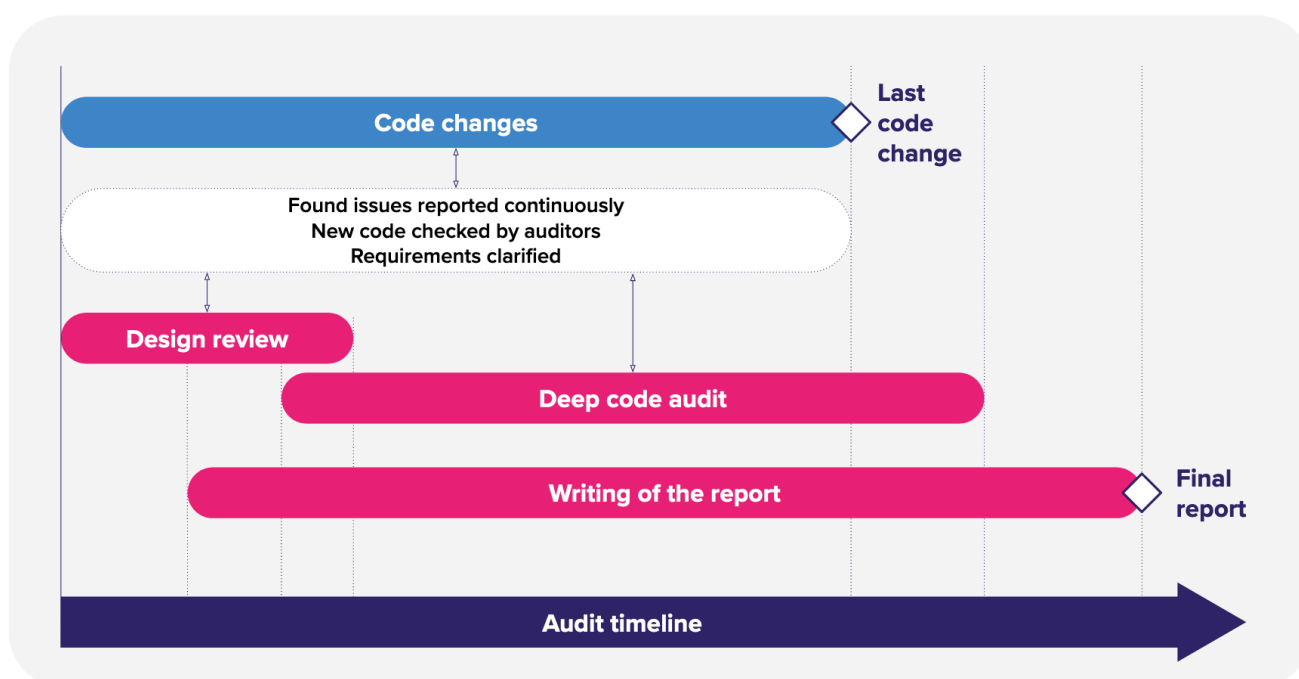 Code changes
Last
code
change
Found issues reported continuously
New code checked by auditors
Requirements clarified
Design review
Deep code audit
Writing of the report
Final
report
Audit timeline